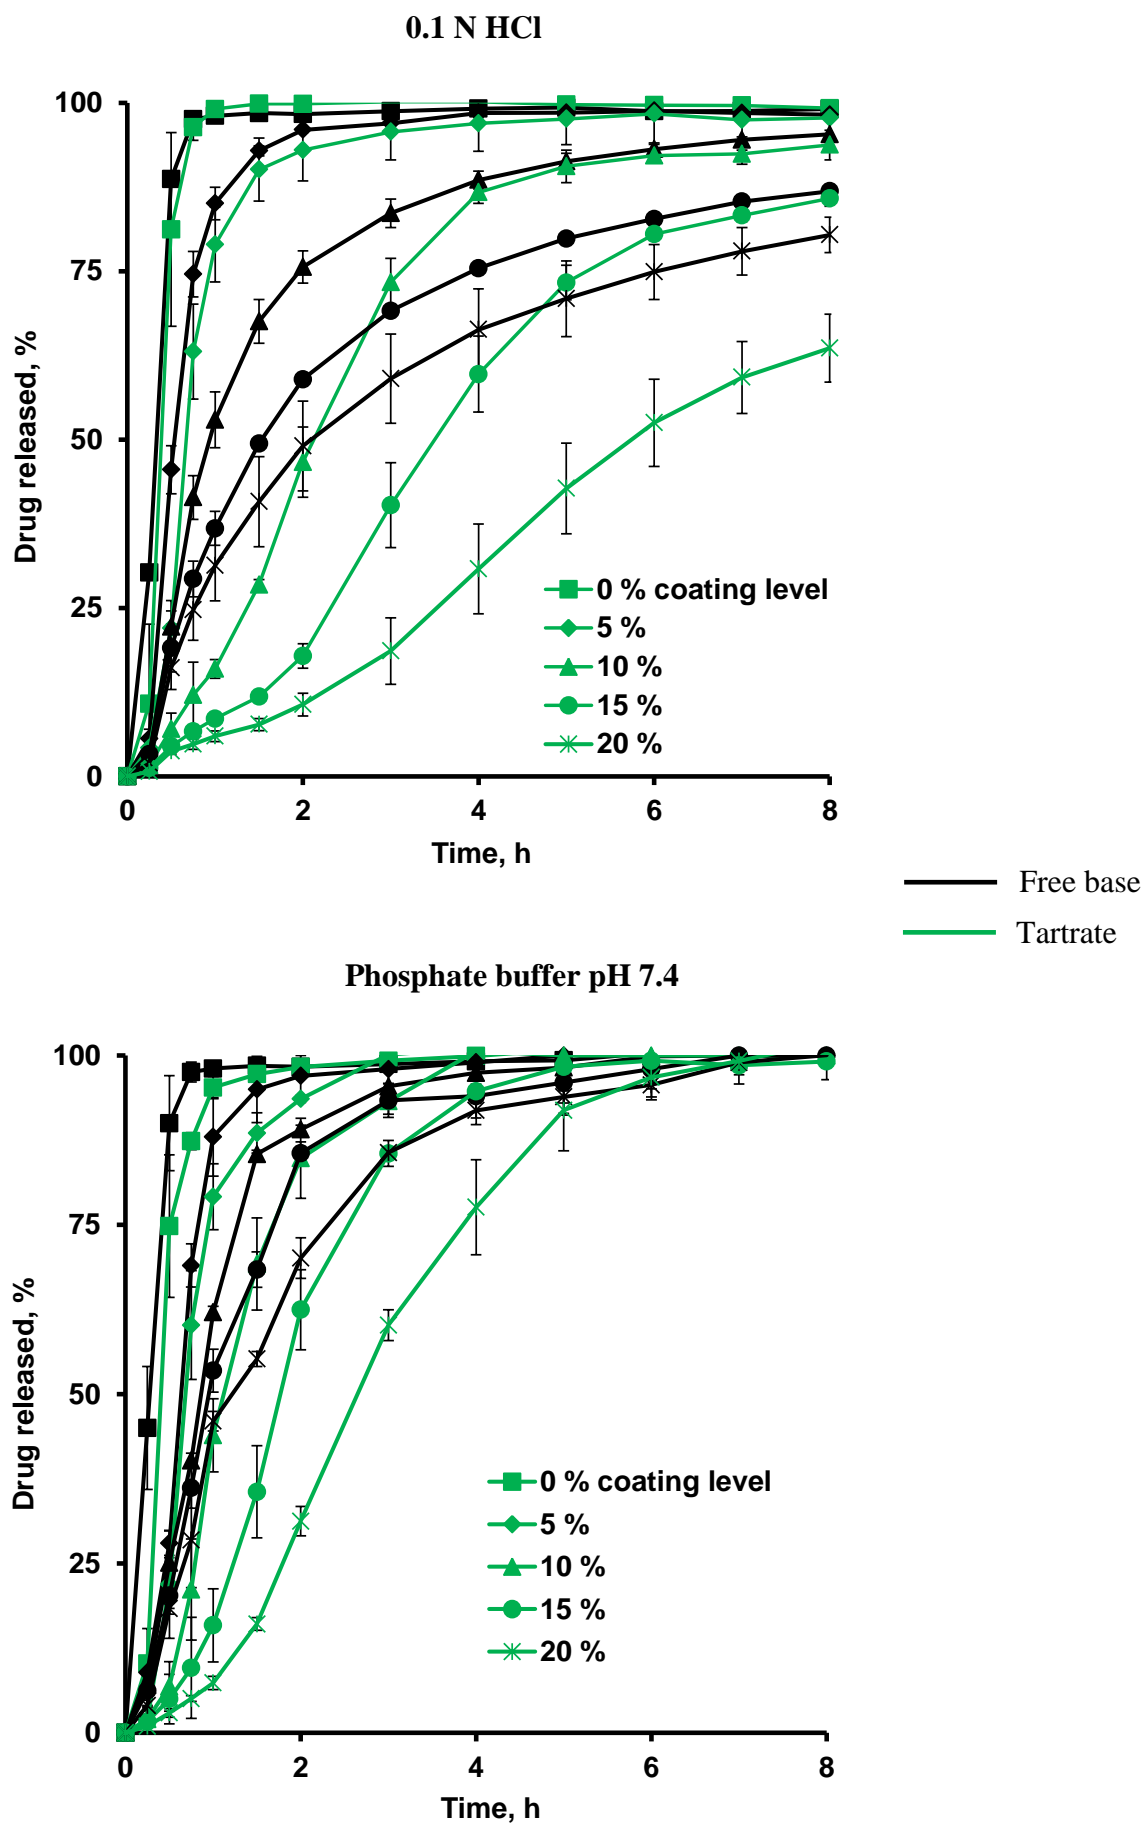 0.1 N HCl
100
75
50
25
0
Drug released, %
0 % coating level
5 %
10 %
15 %
20 %
0 2 4 6 8
Time, h
Free base
Tartrate
Phosphate buffer pH 7.4
100
75
50
25
0
Drug released, %
0 % coating level
5 %
10 %
15 %
20 %
0 2 4 6 8
Time, h